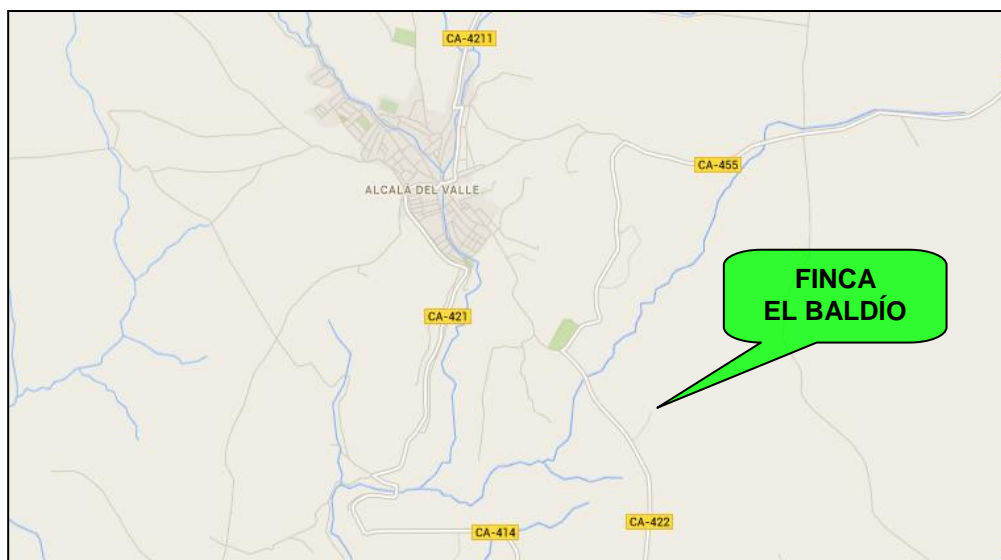 CA-4211
CA-455
ALCALÁ DEL VALLE
FINCA
EL BALDÍO
CA-421
CA-422
CA-414